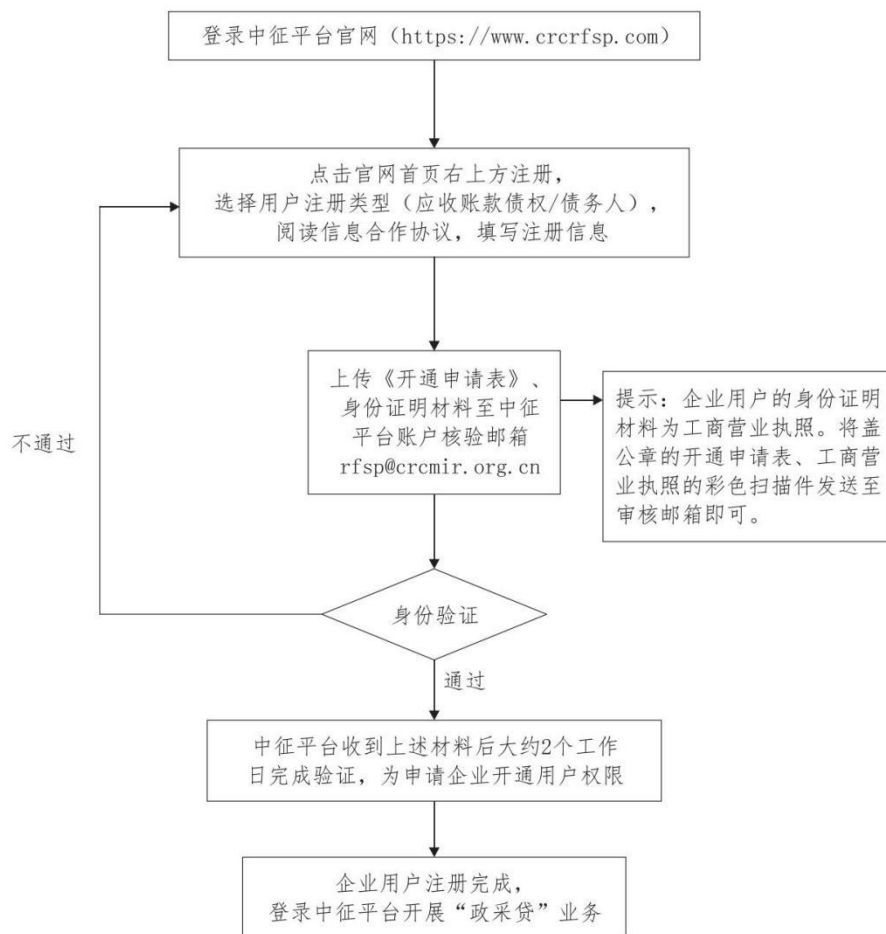 登录中征平台官网（https://www.crcrfsp.com）
点击官网首页右上方注册，
选择用户注册类型（应收账款债权/债务人），
阅读信息合作协议，填写注册信息
上传《开通申请表》、
身份证明材料至中征
平台账户核验邮箱
rfsp@crcmir.org.cn
提示：企业用户的身份证明
材料为工商营业执照。将盖
公章的开通申请表、工商营
业执照的彩色扫描件发送至
审核邮箱即可。
不通过
身份验证
通过
中征平台收到上述材料后大约2个工作
日完成验证，为申请企业开通用户权限
企业用户注册完成，
登录中征平台开展“政采贷”业务